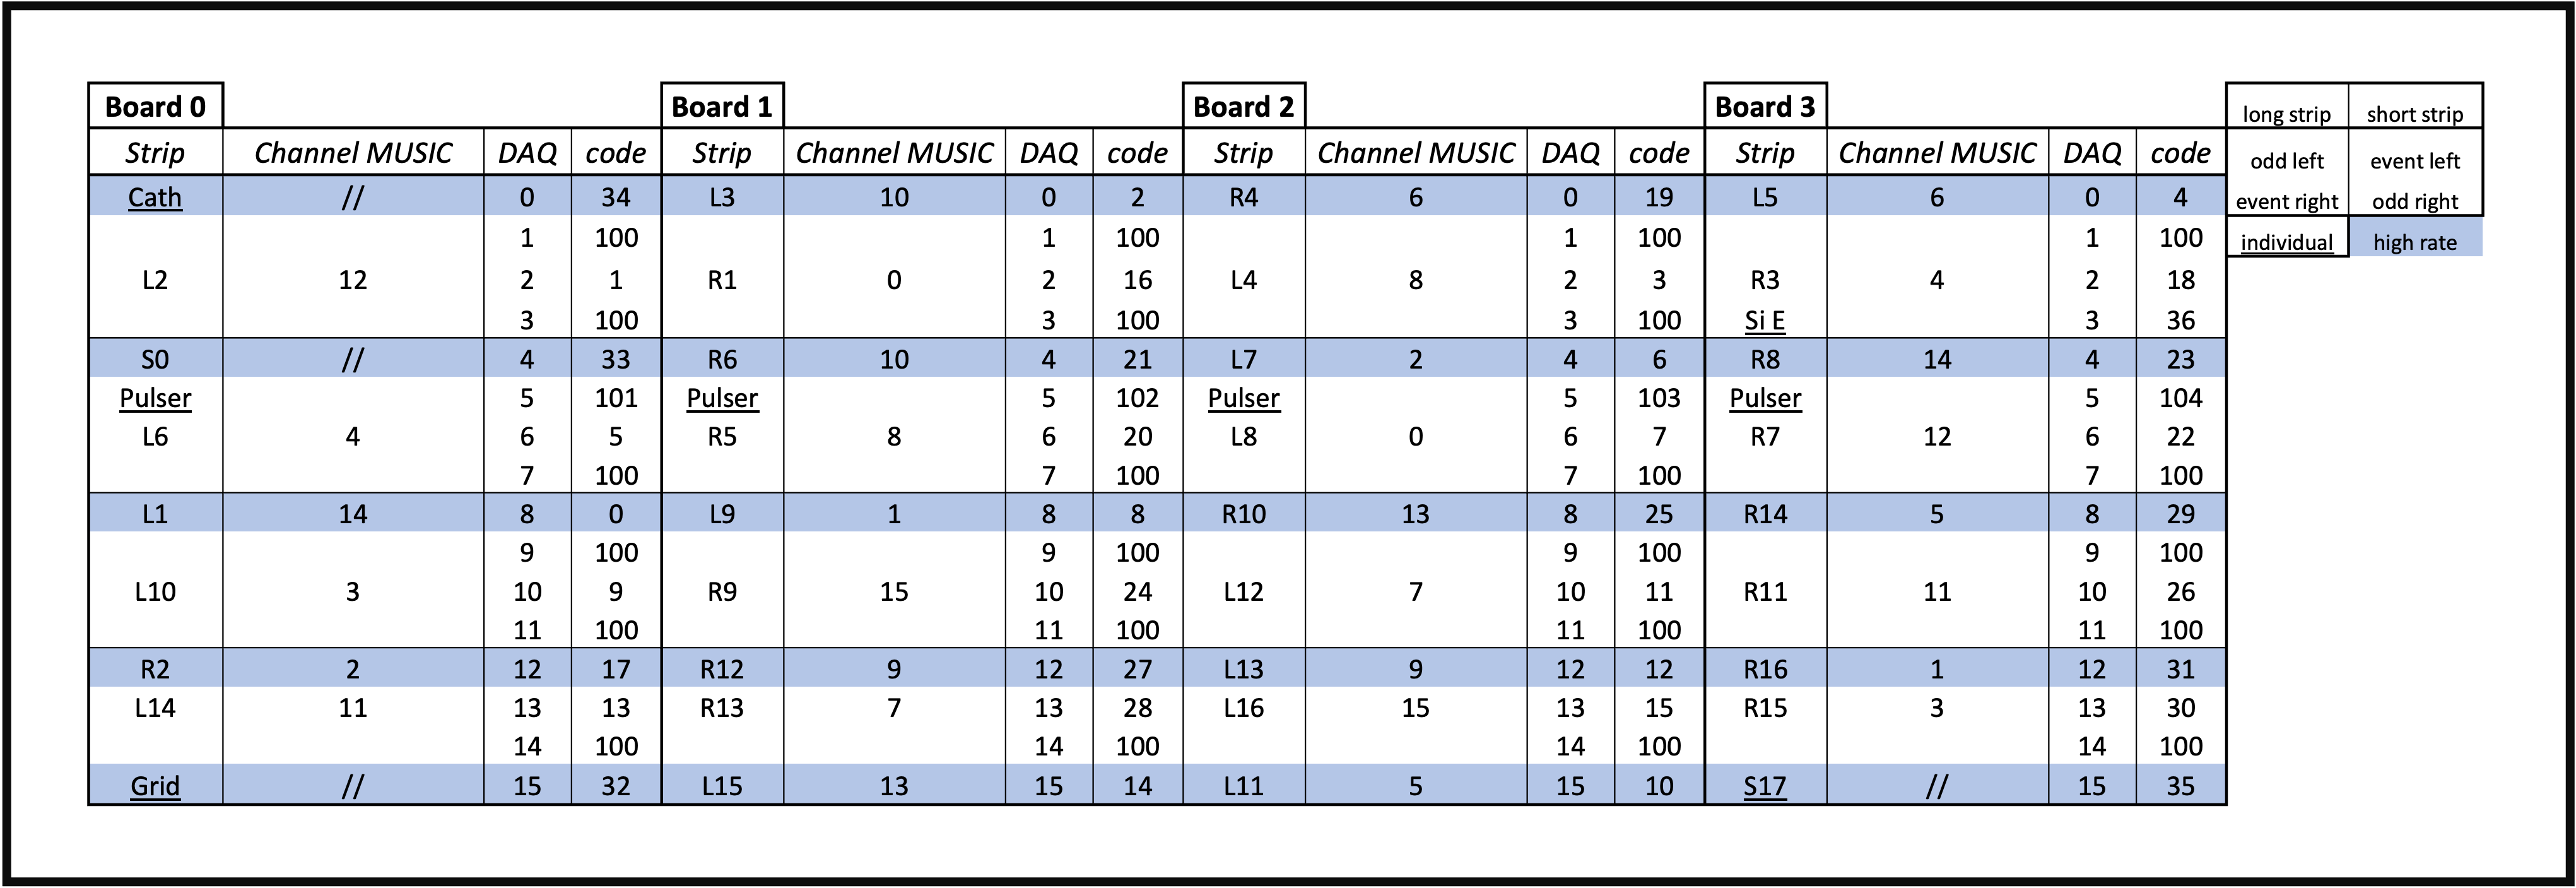 Board 0 Board 1 Board 2 Board 3 long strip short strip
Strip Channel MUSIC DAQ code Strip Channel MUSIC DAQ code Strip Channel MUSIC DAQ code Strip Channel MUSIC DAQ code odd left event left
Cath // 0 34 L3 10 0 2 R4 6 0 19 L5 6 0 4 event right odd right
1 100 1 100 1 100 1 100 individual high rate
L2 12 2 1 R1 0 2 16 L4 8 2 3 R3 4 2 18
3 100 3 100 3 100 Si E 3 36
S0 // 4 33 R6 10 4 21 L7 2 4 6 R8 14 4 23
Pulser 5 101 Pulser 5 102 Pulser 5 103 Pulser 5 104
L6 4 6 5 R5 8 6 20 L8 0 6 7 R7 12 6 22
7 100 7 100 7 100 7 100
L1 14 8 0 L9 1 8 8 R10 13 8 25 R14 5 8 29
9 100 9 100 9 100 9 100
L10 3 10 9 R9 15 10 24 L12 7 10 11 R11 11 10 26
11 100 11 100 11 100 11 100
R2 2 12 17 R12 9 12 27 L13 9 12 12 R16 1 12 31
L14 11 13 13 R13 7 13 28 L16 15 13 15 R15 3 13 30
14 100 14 100 14 100 14 100
Grid // 15 32 L15 13 15 14 L11 5 15 10 S17 // 15 35